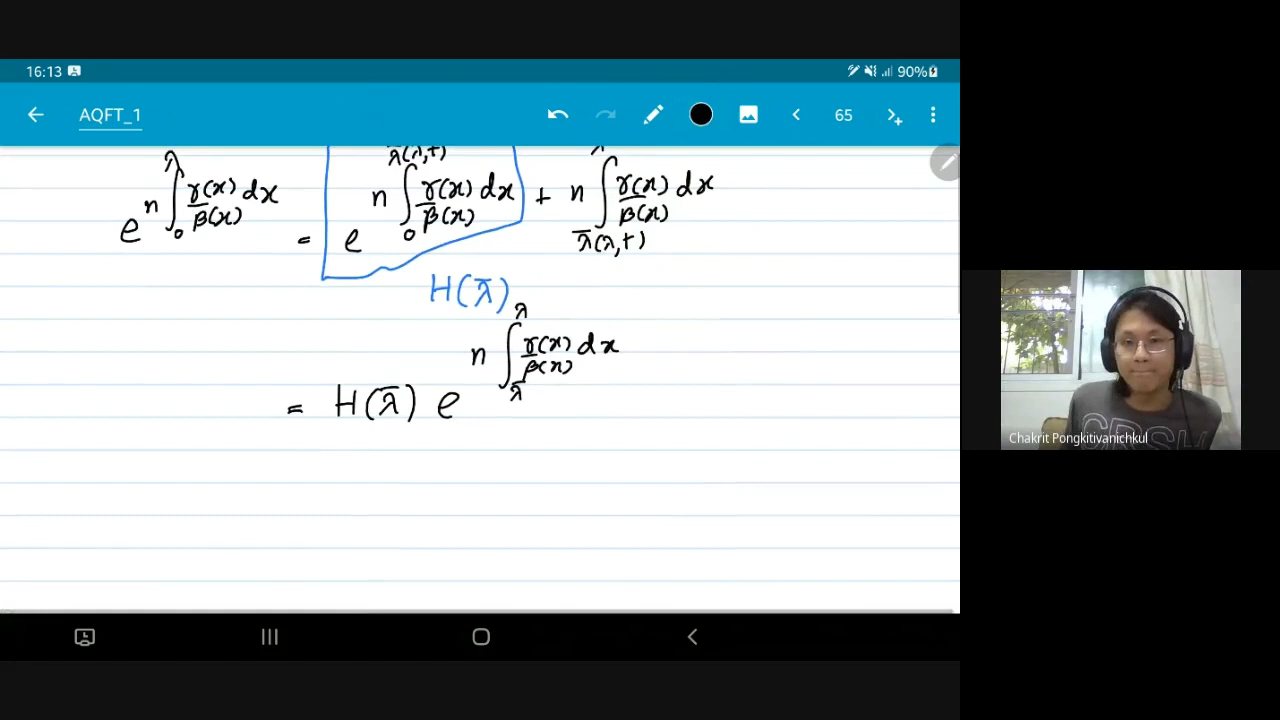 16:13 90%
AQFT_1 65
λ̄(λ,t) λ
e^{n ∫_0^λ γ(x)/β(x) dx} = e^{n ∫_0 γ(x)/β(x) dx + n ∫_{λ̄(λ,t)} γ(x)/β(x) dx}
H(λ̄)
= H(λ̄) e^{n ∫_{λ̄}^λ γ(x)/β(x) dx}
Chakrit Pongkitivanichkul